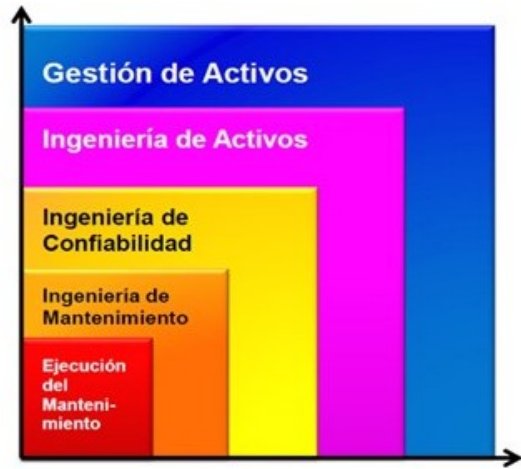 Gestión de Activos
Ingeniería de Activos
Ingeniería de
Confiabilidad
Ingeniería de
Mantenimiento
Ejecución
del
Manteni-
miento